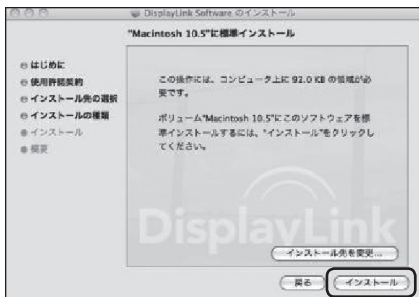 DisplayLink Software のインストール
"Macintosh 10.5"に標準インストール
はじめに
使用許諾契約
インストール先の選択
インストールの種類
インストール
概要
この操作には、コンピュータ上に 92.0 KB の領域が必
要です。
ボリューム"Macintosh 10.5"にこのソフトウェアを標
準インストールするには、"インストール"をクリックし
てください。
DisplayLink
インストール先を変更...
戻る
インストール